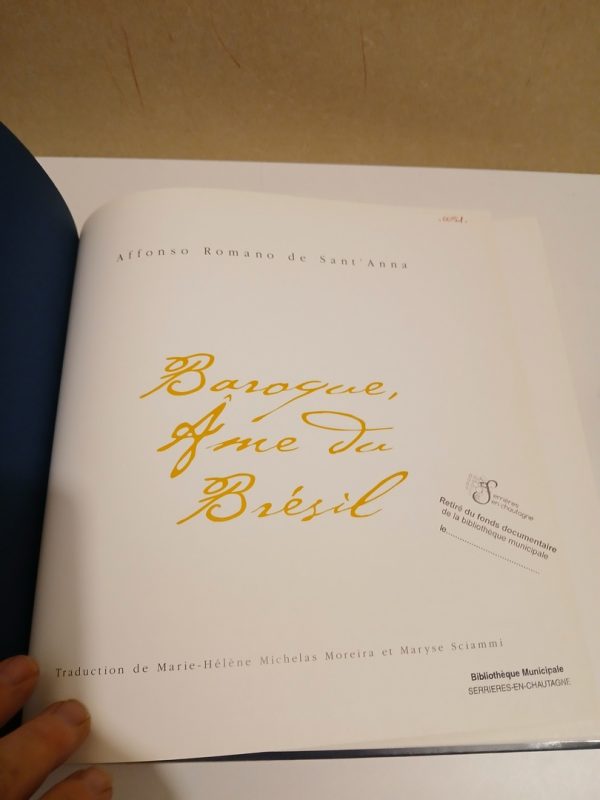 Affonso Romano de Sant'Anna
Baroque,
Âme du
Brésil
Serrières
en-chautagne
Retiré du fonds documentaire
de la bibliothèque municipale
le................................
Traduction de Marie-Hélène Michelas Moreira et Maryse Sciammi
Bibliothèque Municipale
SERRIERES-EN-CHAUTAGNE